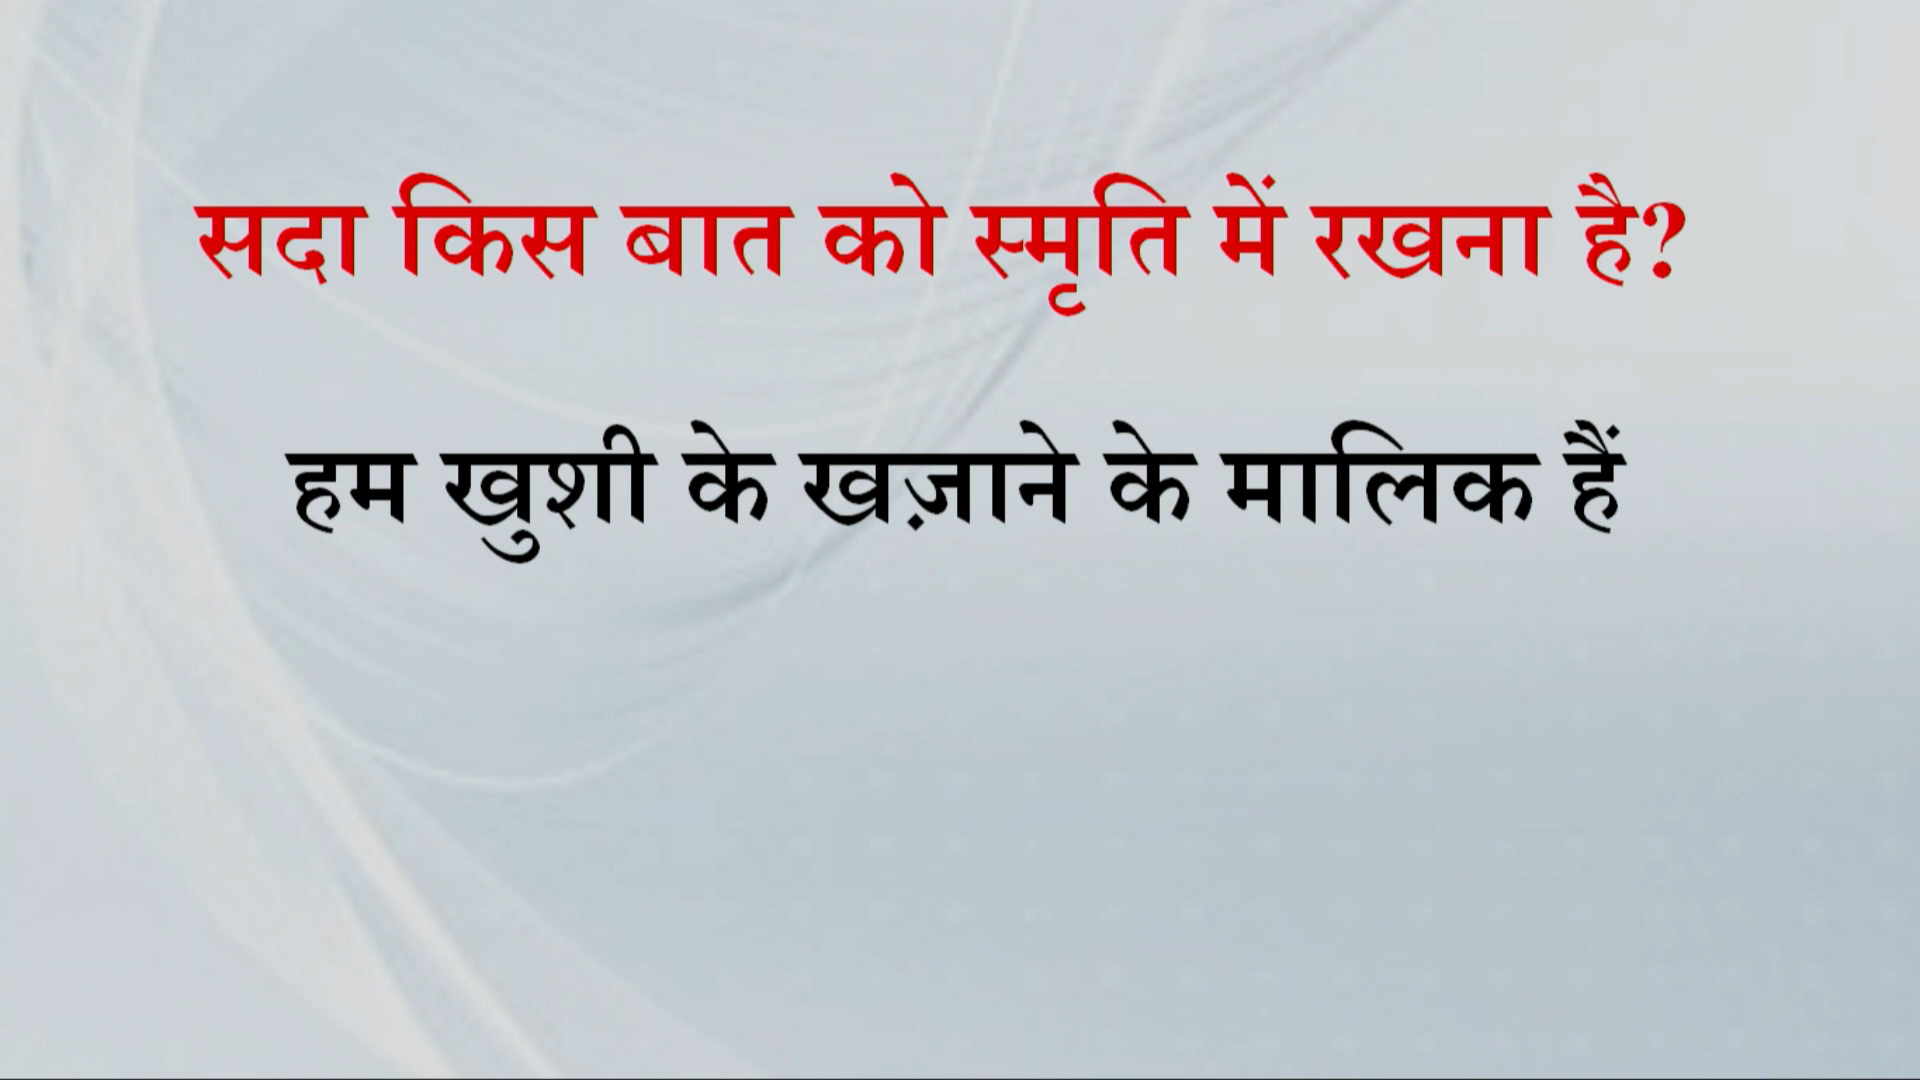 सदा किस बात को स्मृति में रखना है?
हम खुशी के खज़ाने के मालिक हैं